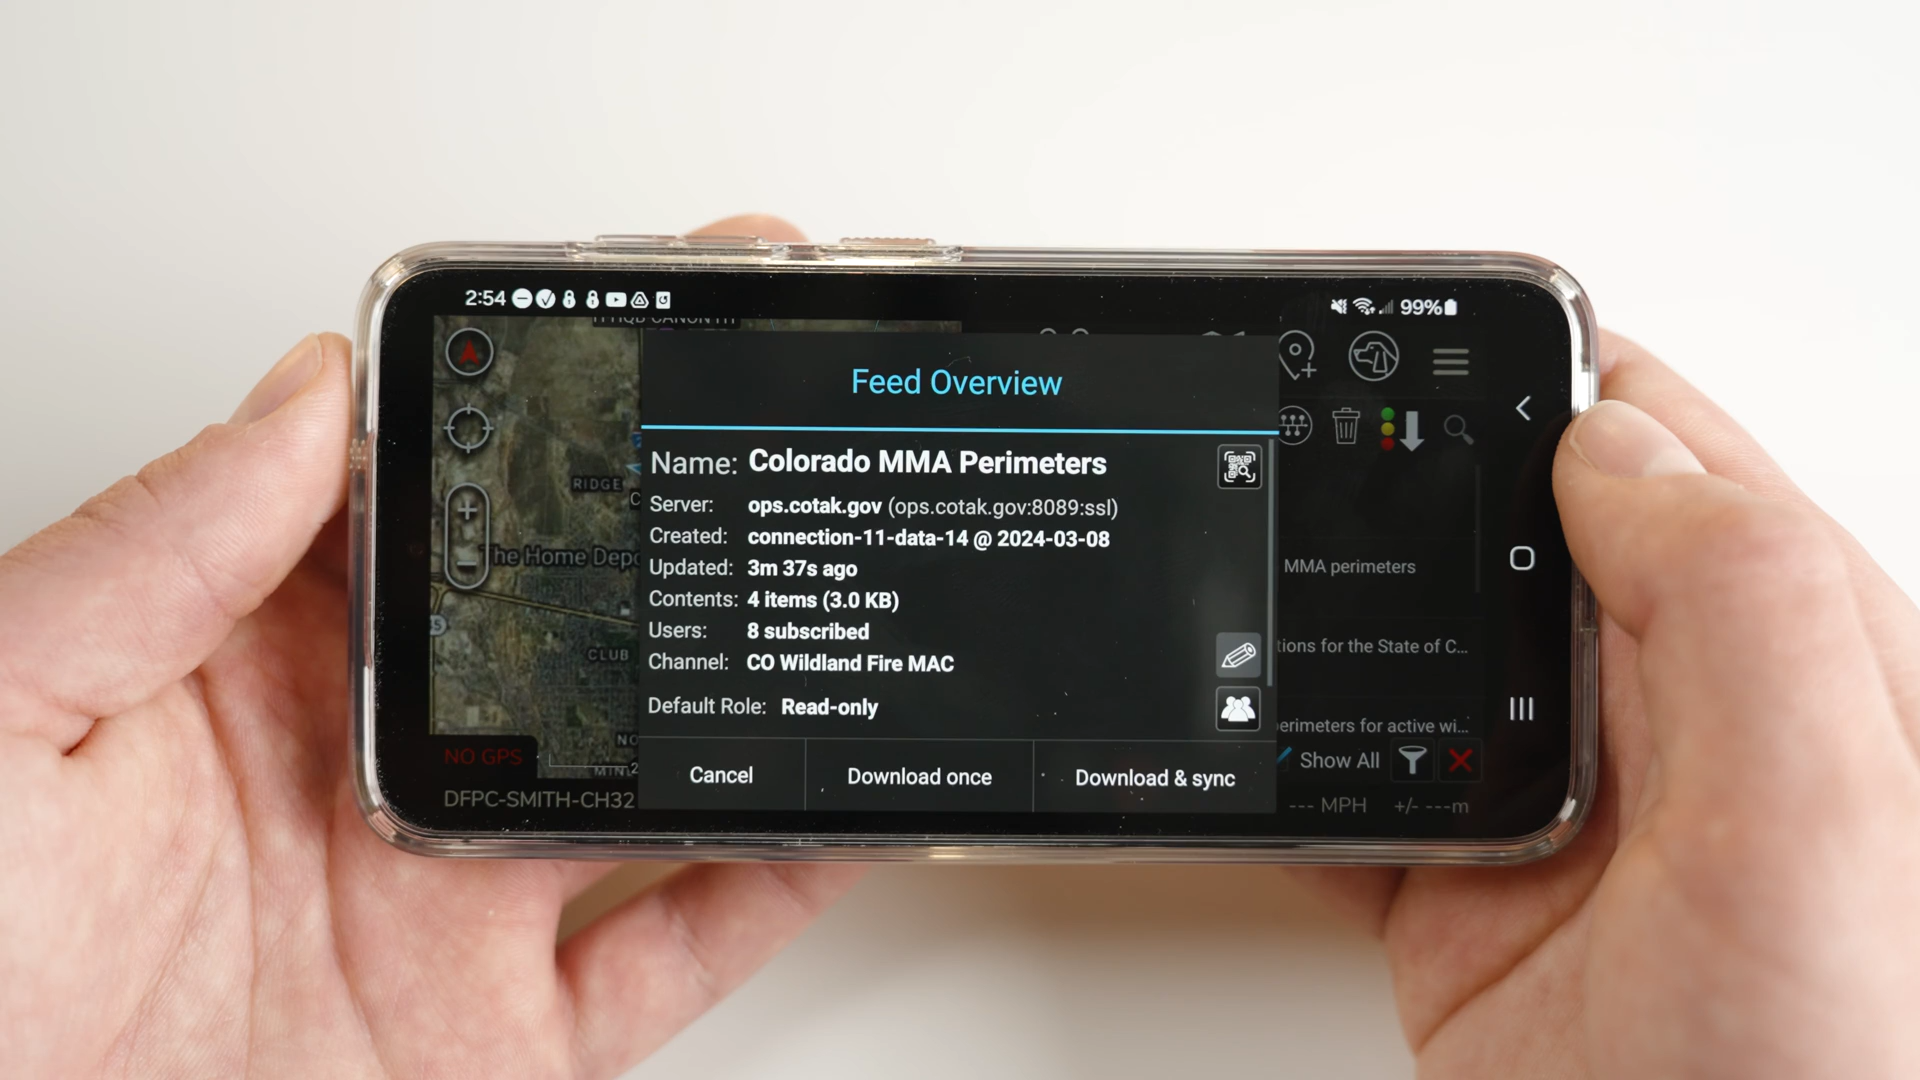 2:54
99%
Feed Overview
Name: Colorado MMA Perimeters
Server: ops.cotak.gov (ops.cotak.gov:8089:ssl)
Created: connection-11-data-14 @ 2024-03-08
Updated: 3m 37s ago
Contents: 4 items (3.0 KB)
Users: 8 subscribed
Channel: CO Wildland Fire MAC
Default Role: Read-only
Cancel
Download once
Download & sync
RIDGE
The Home Depo
CLUB
NO GPS
DFPC-SMITH-CH32
MMA perimeters
tions for the State of C...
erimeters for active wi...
Show All
--- MPH +/- ---m